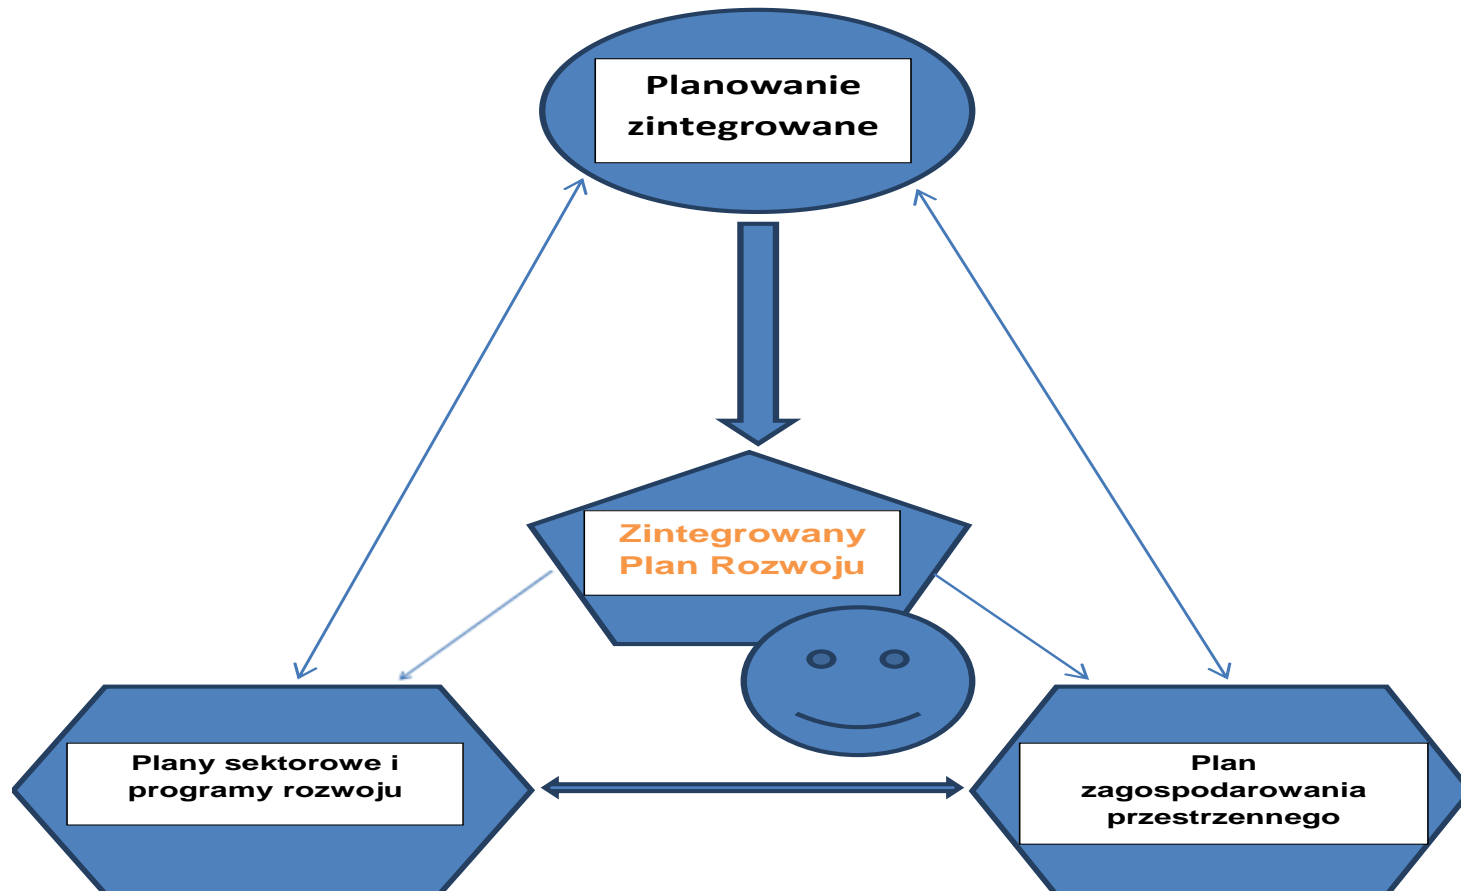 Planowanie
zintegrowane
Zintegrowany
Plan Rozwoju
Plany sektorowe i
programy rozwoju
Plan
zagospodarowania
przestrzennego